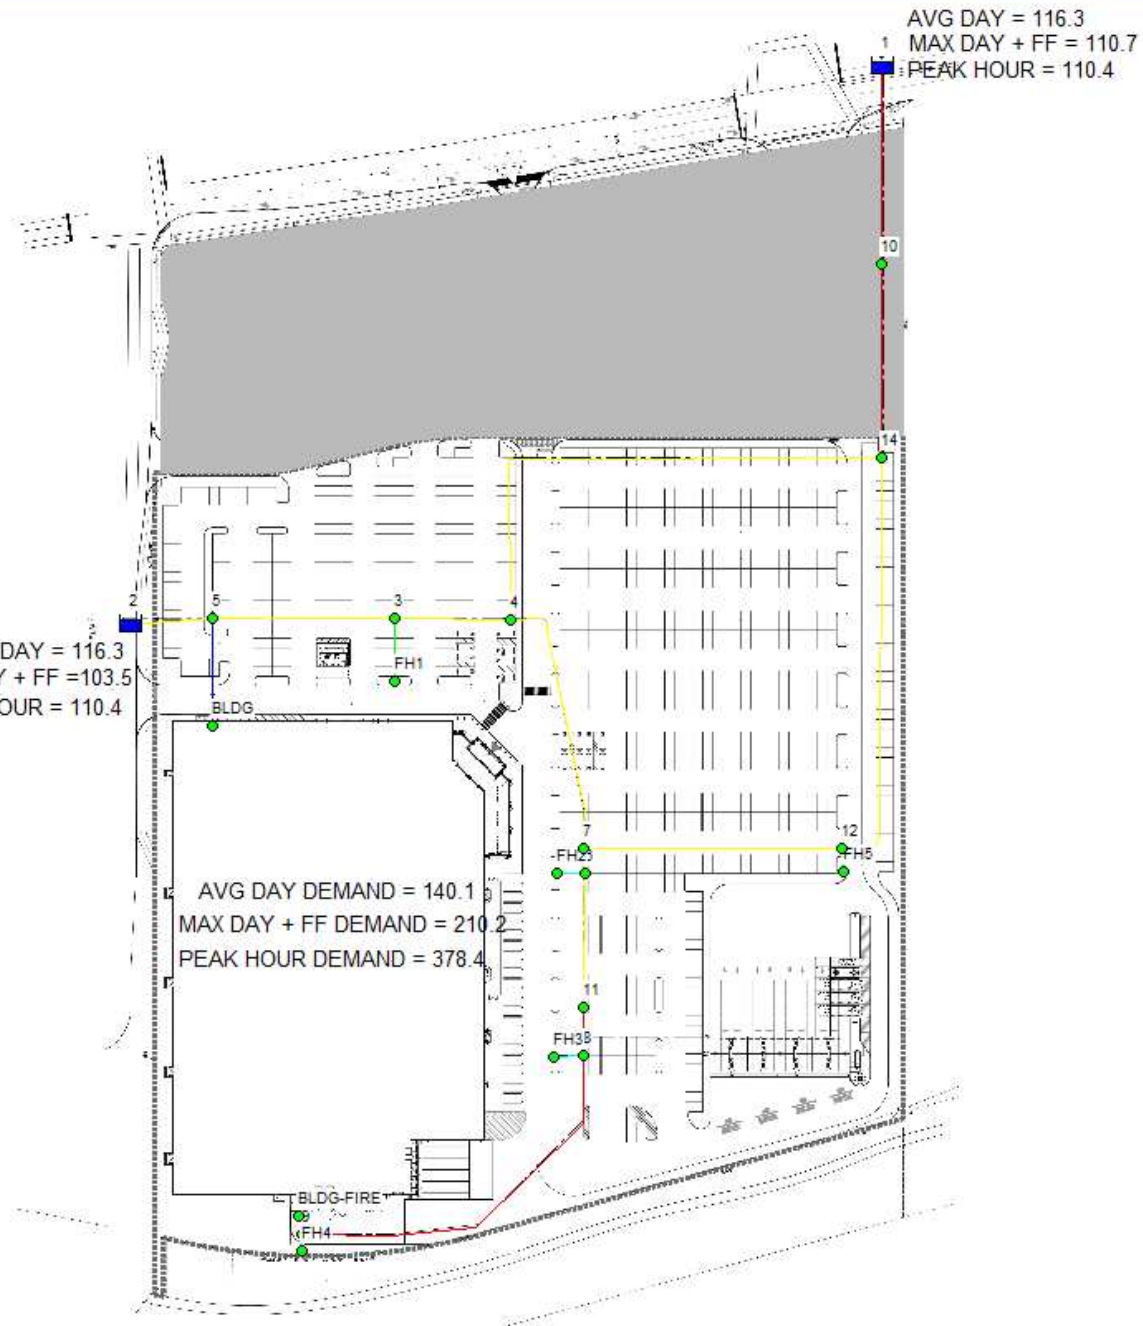 AVG DAY = 116.3
1
MAX DAY + FF = 110.7
PEAK HOUR = 110.4
10
14
2
5
3
4
DAY = 116.3
Y + FF =103.5
OUR = 110.4
FH1
BLDG
7
12
FH5
AVG DAY DEMAND = 140.1
MAX DAY + FF DEMAND = 210.2
PEAK HOUR DEMAND = 378.4
11
BLDG-FIRE
FH4